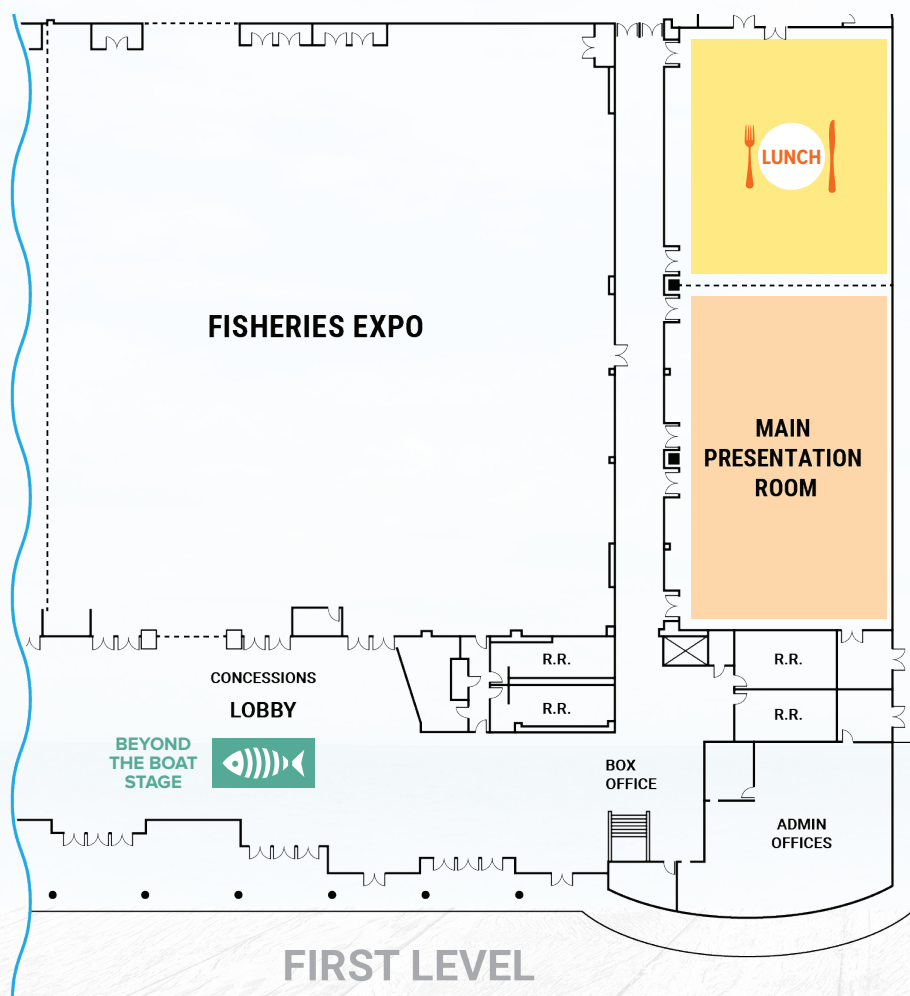 LUNCH
FISHERIES EXPO
MAIN
PRESENTATION
ROOM
R.R.
R.R.
R.R.
R.R.
CONCESSIONS
LOBBY
BEYOND
THE BOAT
STAGE
BOX
OFFICE
ADMIN
OFFICES
FIRST LEVEL